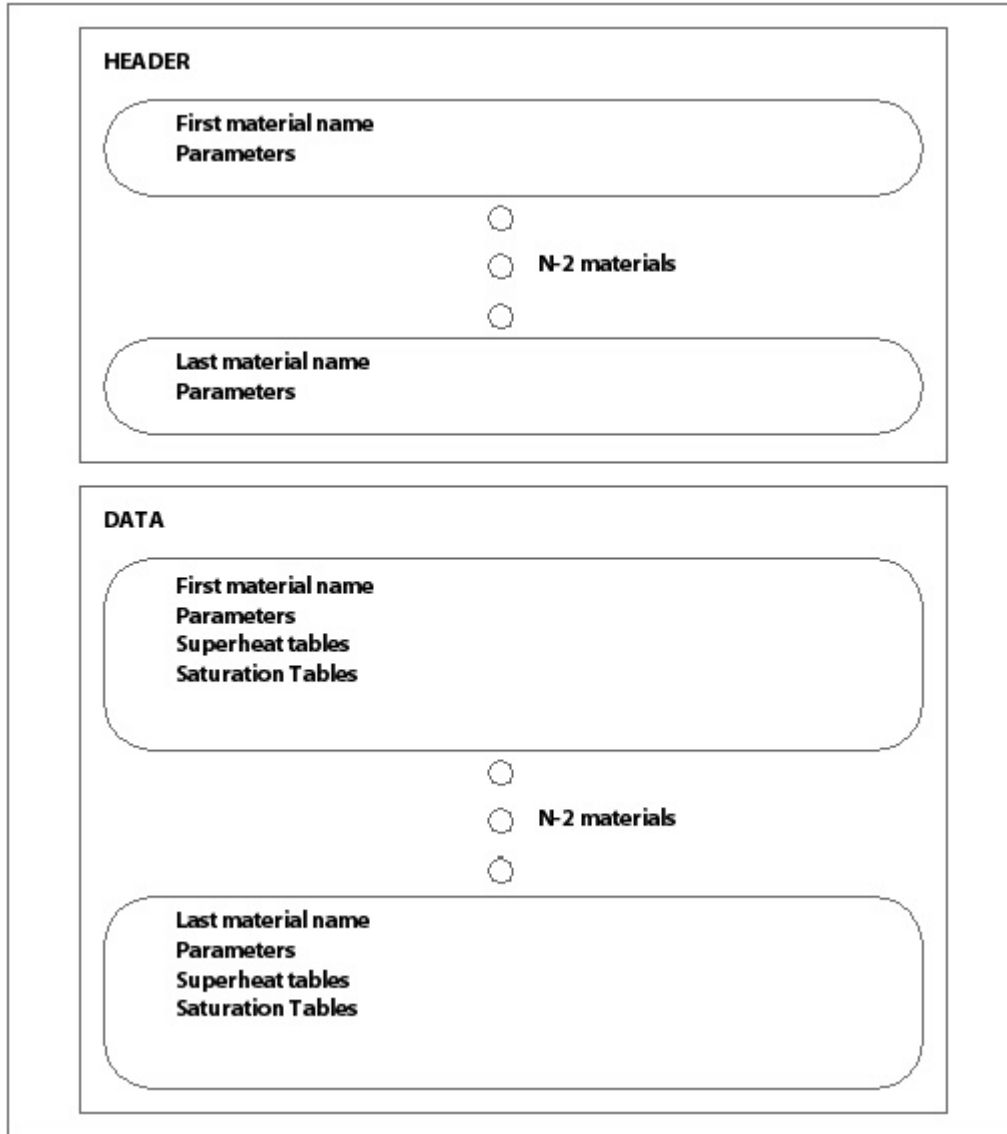 HEADER
First material name
Parameters
N-2 materials
Last material name
Parameters
DATA
First material name
Parameters
Superheat tables
Saturation Tables
N-2 materials
Last material name
Parameters
Superheat tables
Saturation Tables